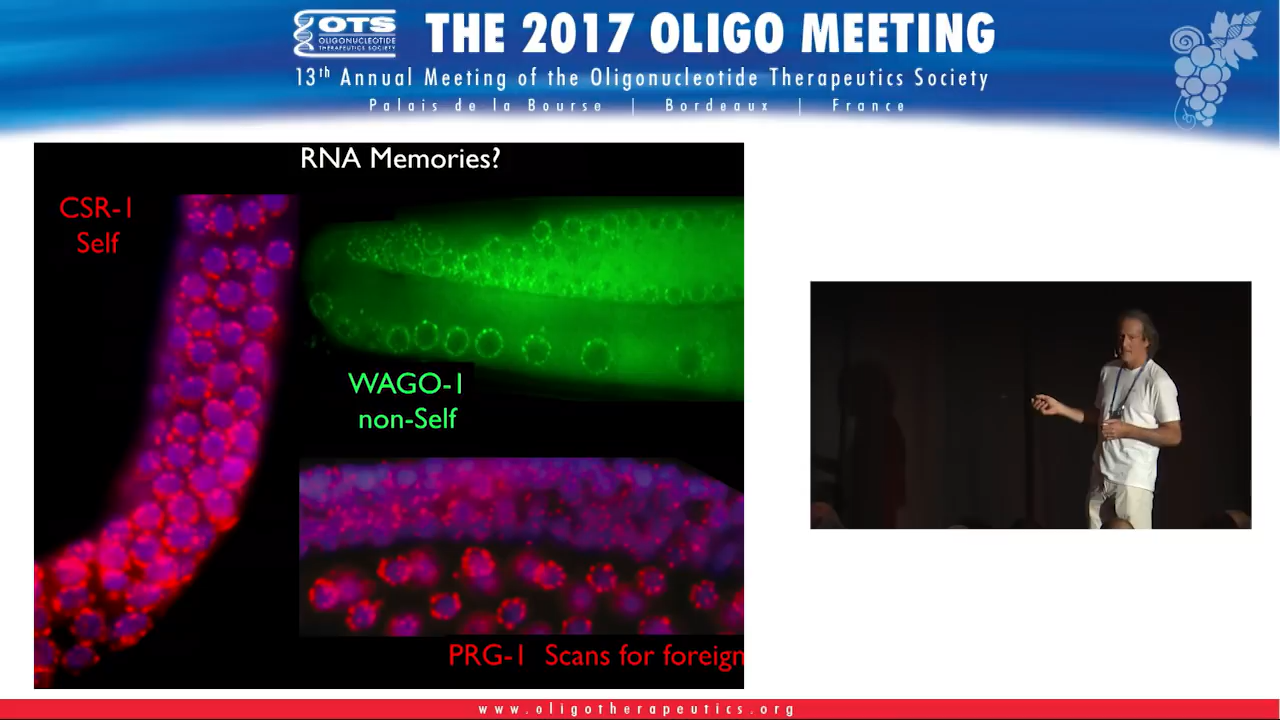 OTS
OLIGONUCLEOTIDE
THERAPEUTICS SOCIETY
THE 2017 OLIGO MEETING
13th Annual Meeting of the Oligonucleotide Therapeutics Society
Palais de la Bourse | Bordeaux | France
RNA Memories?
CSR-1
Self
WAGO-1
non-Self
PRG-1 Scans for foreign
www.oligotherapeutics.org